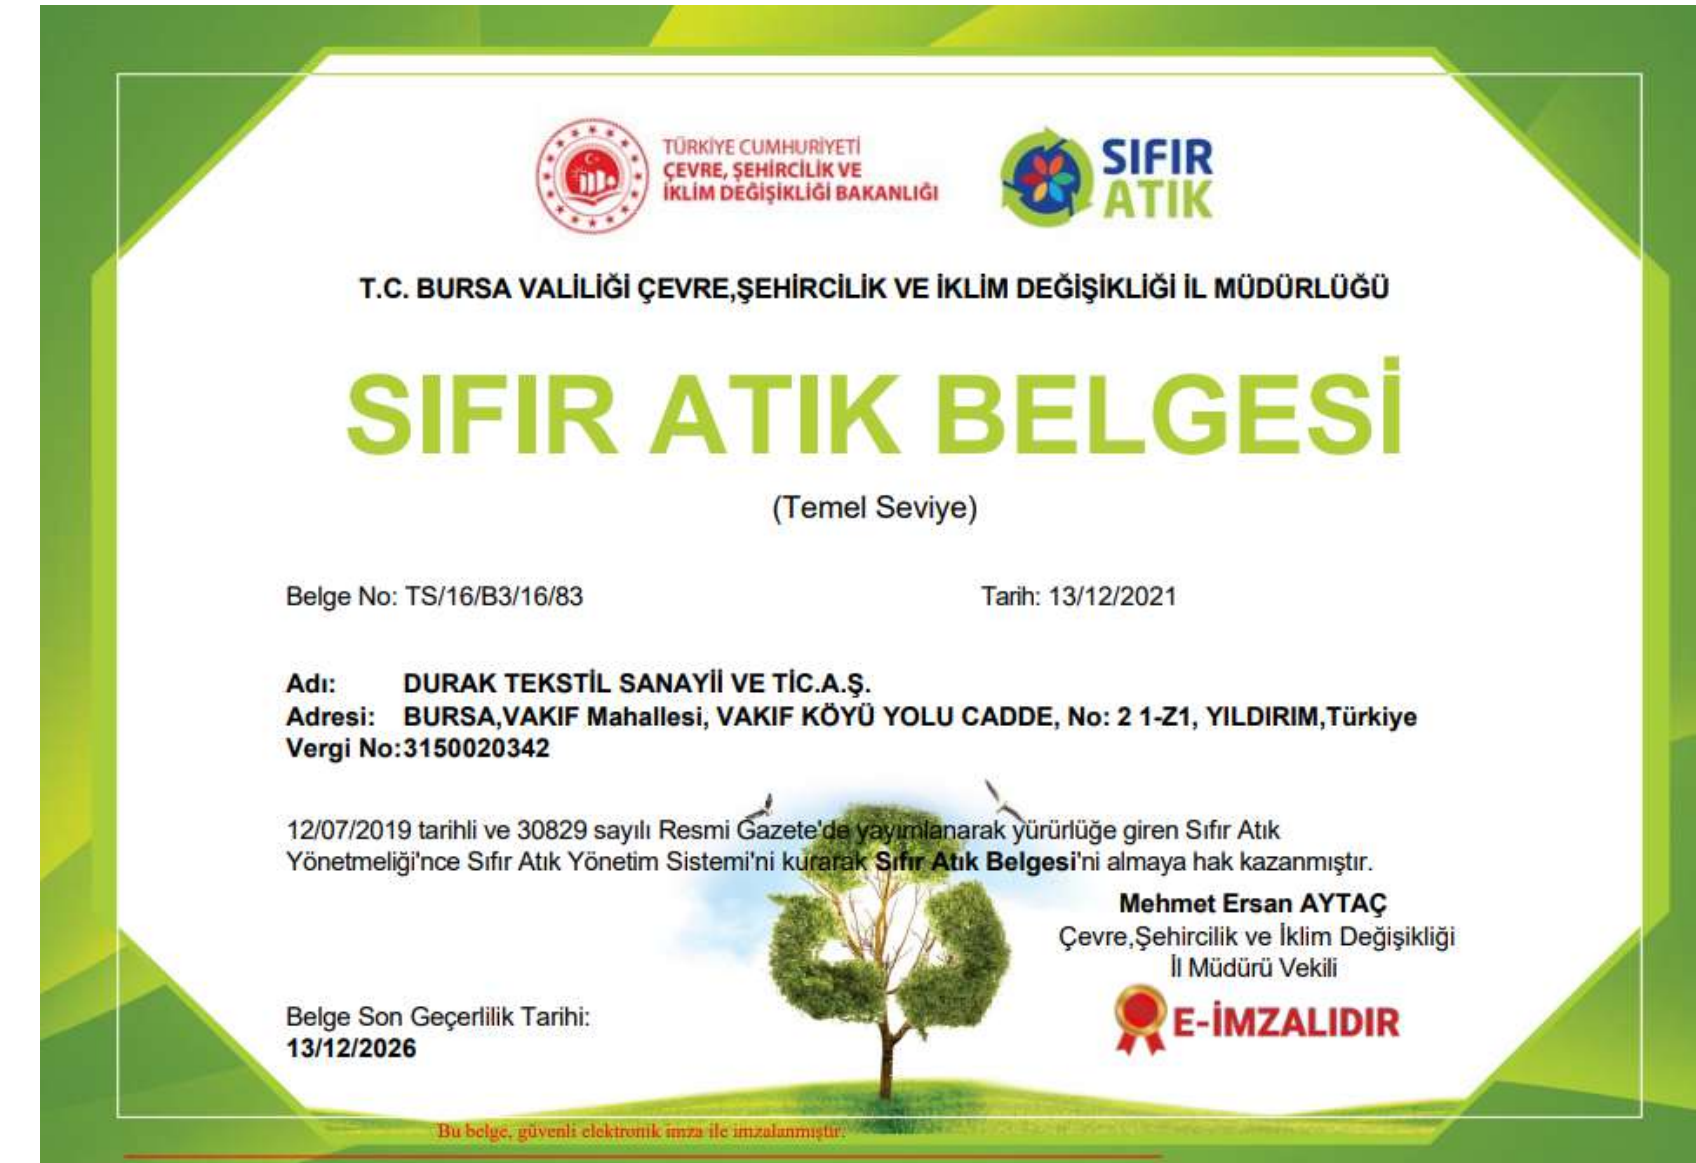 TÜRKİYE CUMHURİYETİ
ÇEVRE, ŞEHİRCİLİK VE
İKLİM DEĞİŞİKLİĞİ BAKANLIĞI
SIFIR
ATIK
T.C. BURSA VALİLİĞİ ÇEVRE,ŞEHİRCİLİK VE İKLİM DEĞİŞİKLİĞİ İL MÜDÜRLÜĞÜ
SIFIR ATIK BELGESİ
(Temel Seviye)
Belge No: TS/16/B3/16/83 Tarih: 13/12/2021
Adı: DURAK TEKSTİL SANAYİİ VE TİC.A.Ş.
Adresi: BURSA,VAKIF Mahallesi, VAKIF KÖYÜ YOLU CADDE, No: 2 1-Z1, YILDIRIM,Türkiye
Vergi No:3150020342
12/07/2019 tarihli ve 30829 sayılı Resmi Gazete'de yayımlanarak yürürlüğe giren Sıfır Atık
Yönetmeliği'nce Sıfır Atık Yönetim Sistemi'ni kurarak Sıfır Atık Belgesi'ni almaya hak kazanmıştır.
Mehmet Ersan AYTAÇ
Çevre,Şehircilik ve İklim Değişikliği
İl Müdürü Vekili
E-İMZALIDIR
Belge Son Geçerlilik Tarihi:
13/12/2026
Bu belge, güvenli elektronik imza ile imzalanmıştır.